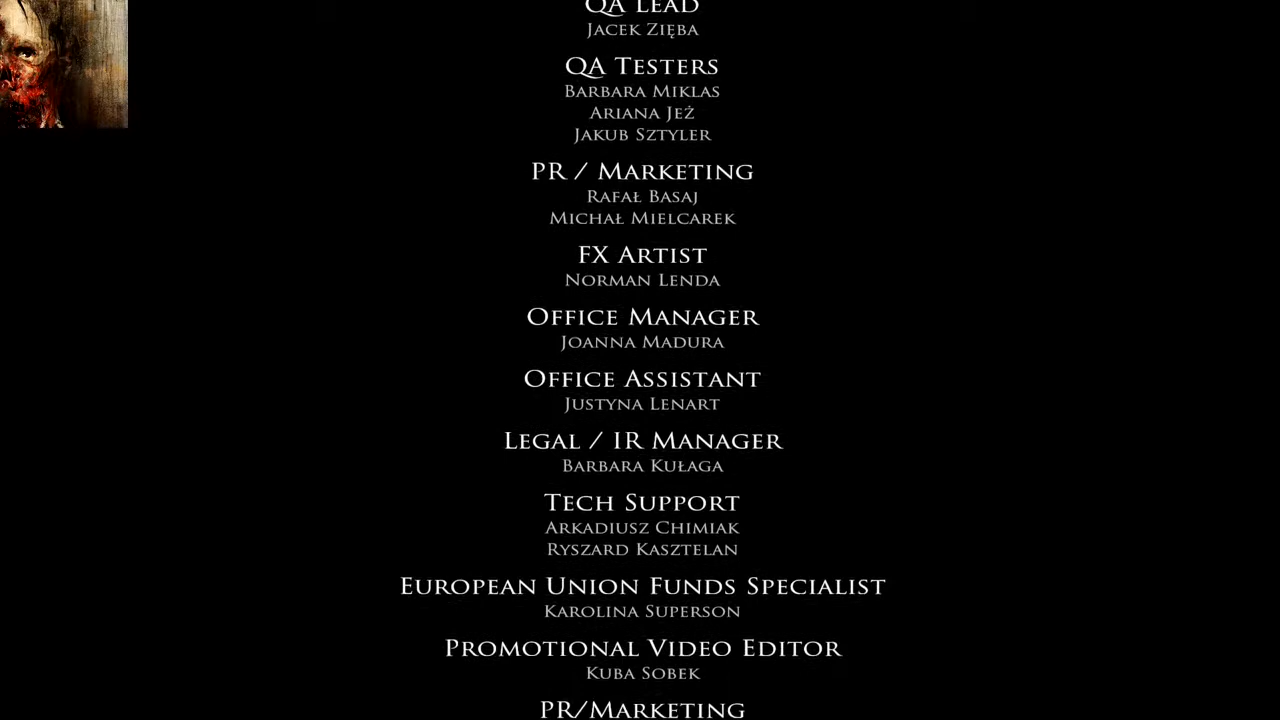 QA LEAD
JACEK ZIĘBA
QA TESTERS
BARBARA MIKLAS
ARIANA JEŻ
JAKUB SZTYLER
PR / MARKETING
RAFAŁ BASAJ
MICHAŁ MIELCAREK
FX ARTIST
NORMAN LENDA
OFFICE MANAGER
JOANNA MADURA
OFFICE ASSISTANT
JUSTYNA LENART
LEGAL / IR MANAGER
BARBARA KUŁAGA
TECH SUPPORT
ARKADIUSZ CHIMIAK
RYSZARD KASZTELAN
EUROPEAN UNION FUNDS SPECIALIST
KAROLINA SUPERSON
PROMOTIONAL VIDEO EDITOR
KUBA SOBEK
PR/MARKETING